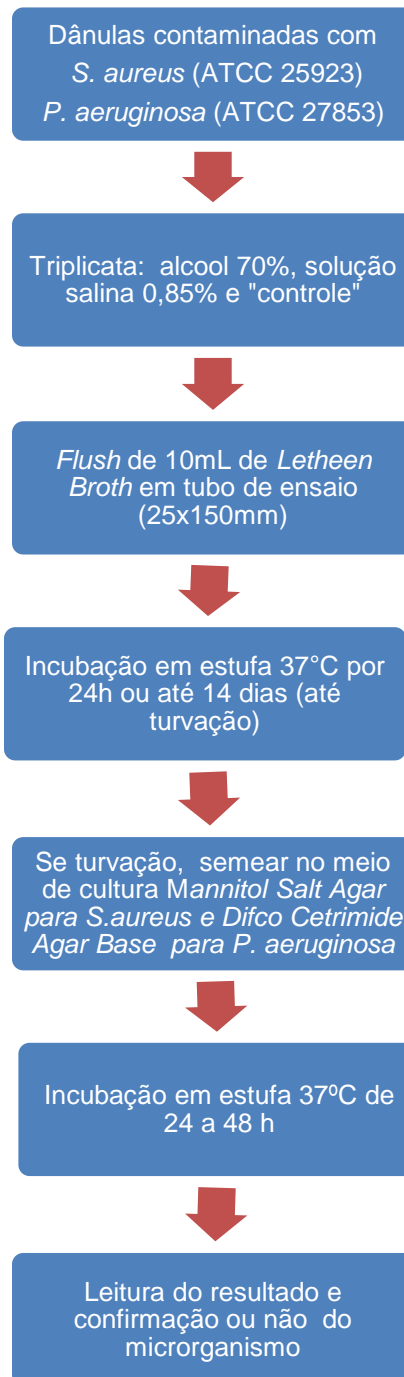 Dânulas contaminadas com
S. aureus (ATCC 25923)
P. aeruginosa (ATCC 27853)
Triplicata: alcool 70%, solução
salina 0,85% e "controle"
Flush de 10mL de Letheen
Broth em tubo de ensaio
(25x150mm)
Incubação em estufa 37°C por
24h ou até 14 dias (até
turvação)
Se turvação, semear no meio
de cultura Mannitol Salt Agar
para S.aureus e Difco Cetrimide
Agar Base para P. aeruginosa
Incubação em estufa 37ºC de
24 a 48 h
Leitura do resultado e
confirmação ou não do
microrganismo